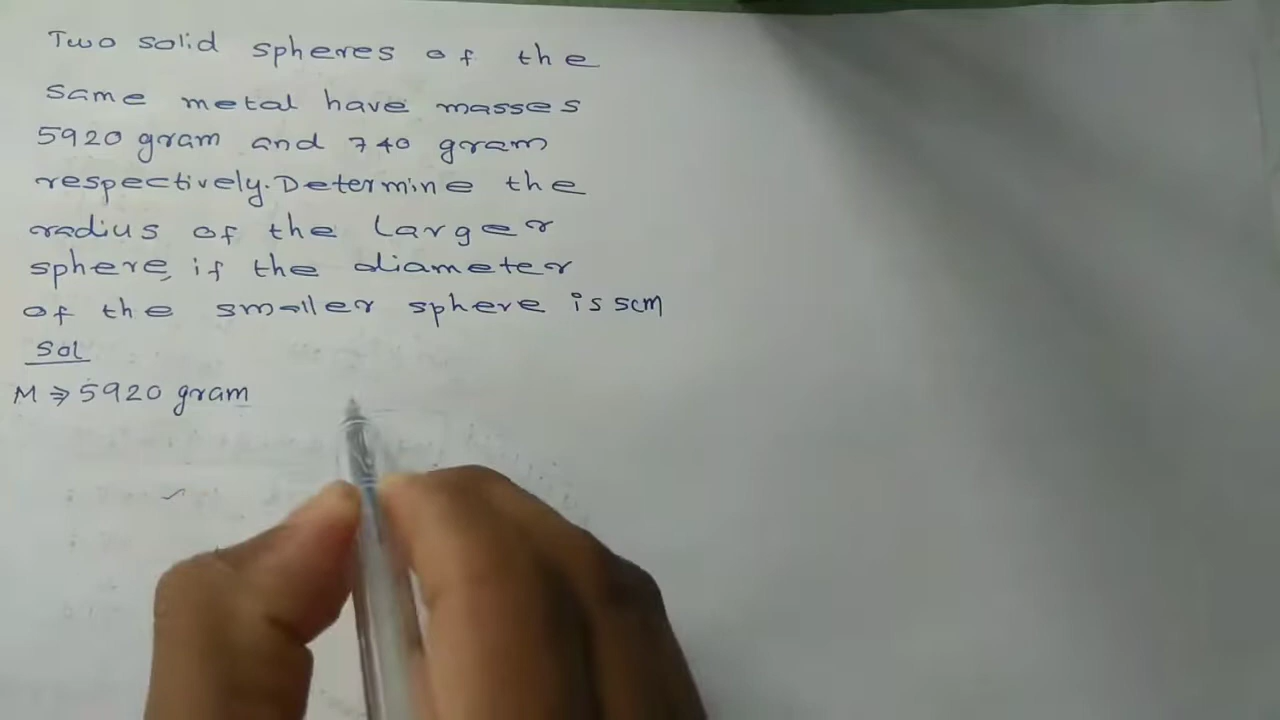 Two solid spheres of the
same metal have masses
5920 gram and 740 gram
respectively. Determine the
radius of the larger
sphere, if the diameter
of the smaller sphere is 5cm
Sol
M ⇒ 5920 gram